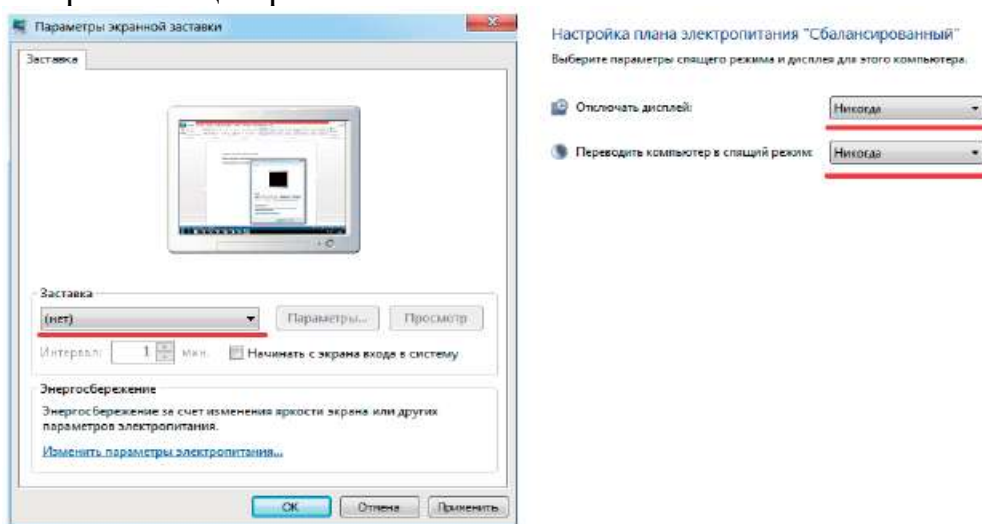 Параметры экранной заставки
Заставка
Заставка
(нет)
Параметры...
Просмотр
Интервал: 1 мин.
Начинать с экрана входа в систему
Энергосбережение
Энергосбережение за счет изменения яркости экрана или других
параметров электропитания.
Изменить параметры электропитания...
ОК
Отмена
Применить
Настройка плана электропитания "Сбалансированный"
Выберите параметры спящего режима и дисплея для этого компьютера.
Отключать дисплей: Никогда
Переводить компьютер в спящий режим: Никогда